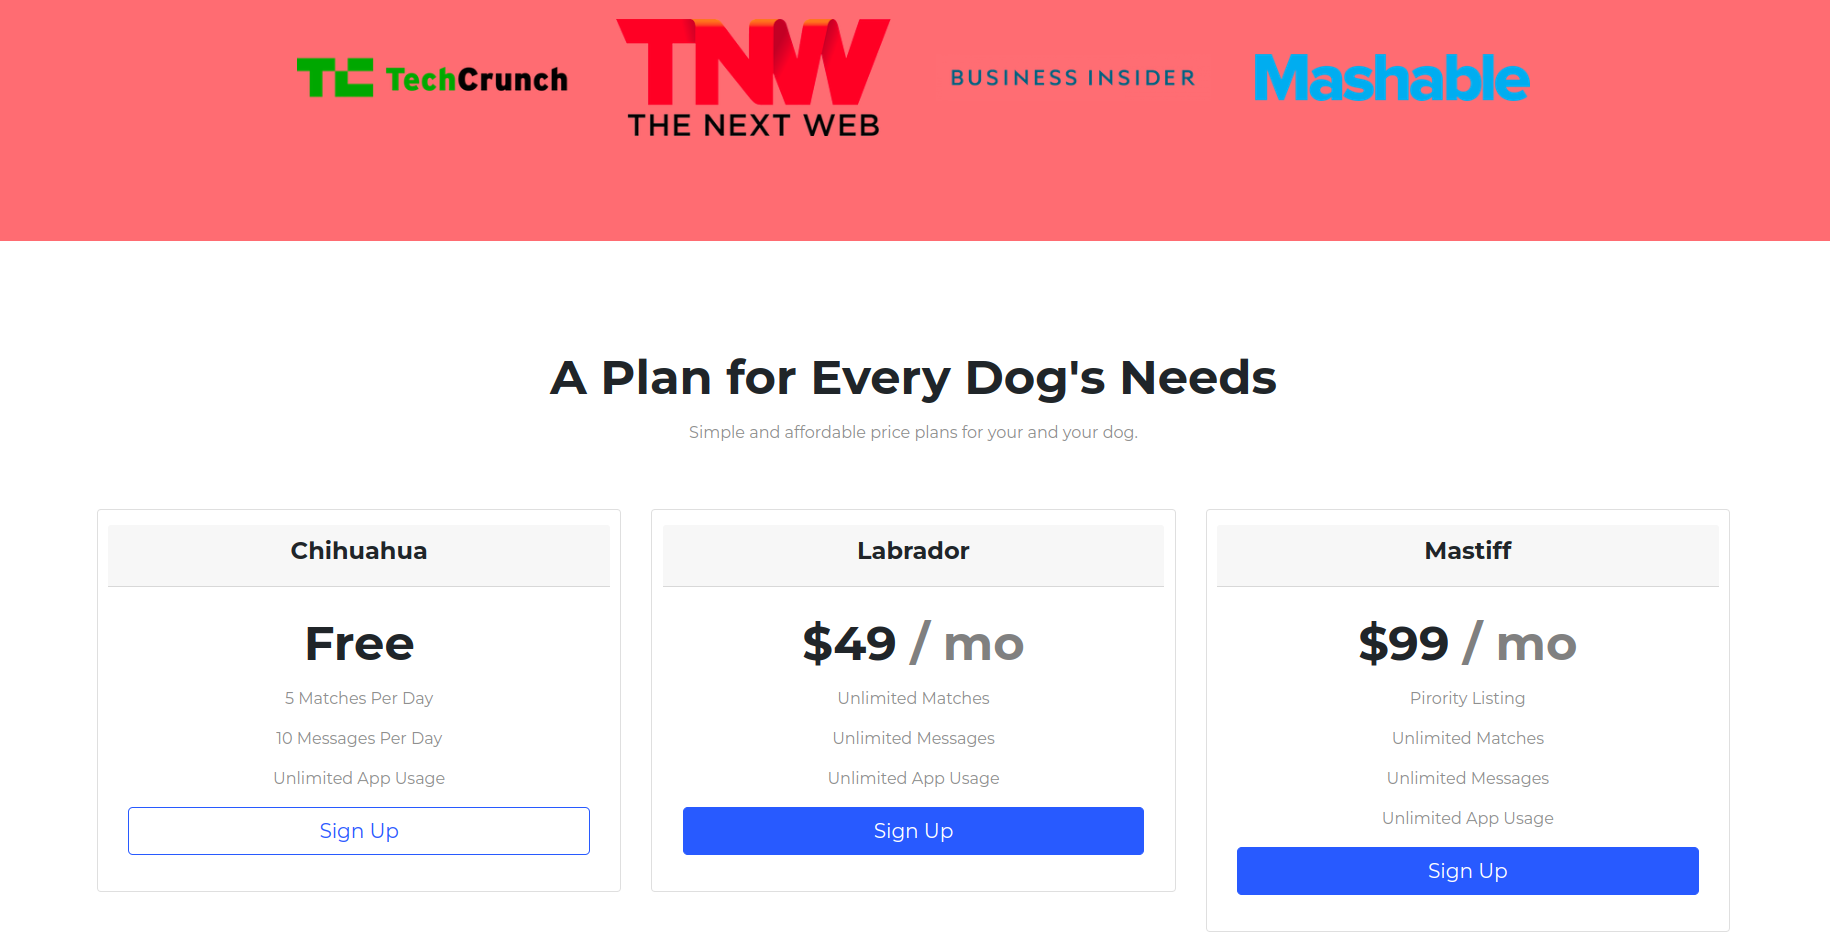 TC TechCrunch
TNW
THE NEXT WEB
BUSINESS INSIDER
Mashable
A Plan for Every Dog's Needs
Simple and affordable price plans for your and your dog.
Chihuahua
Free
5 Matches Per Day
10 Messages Per Day
Unlimited App Usage
Sign Up
Labrador
$49 / mo
Unlimited Matches
Unlimited Messages
Unlimited App Usage
Sign Up
Mastiff
$99 / mo
Pirority Listing
Unlimited Matches
Unlimited Messages
Unlimited App Usage
Sign Up